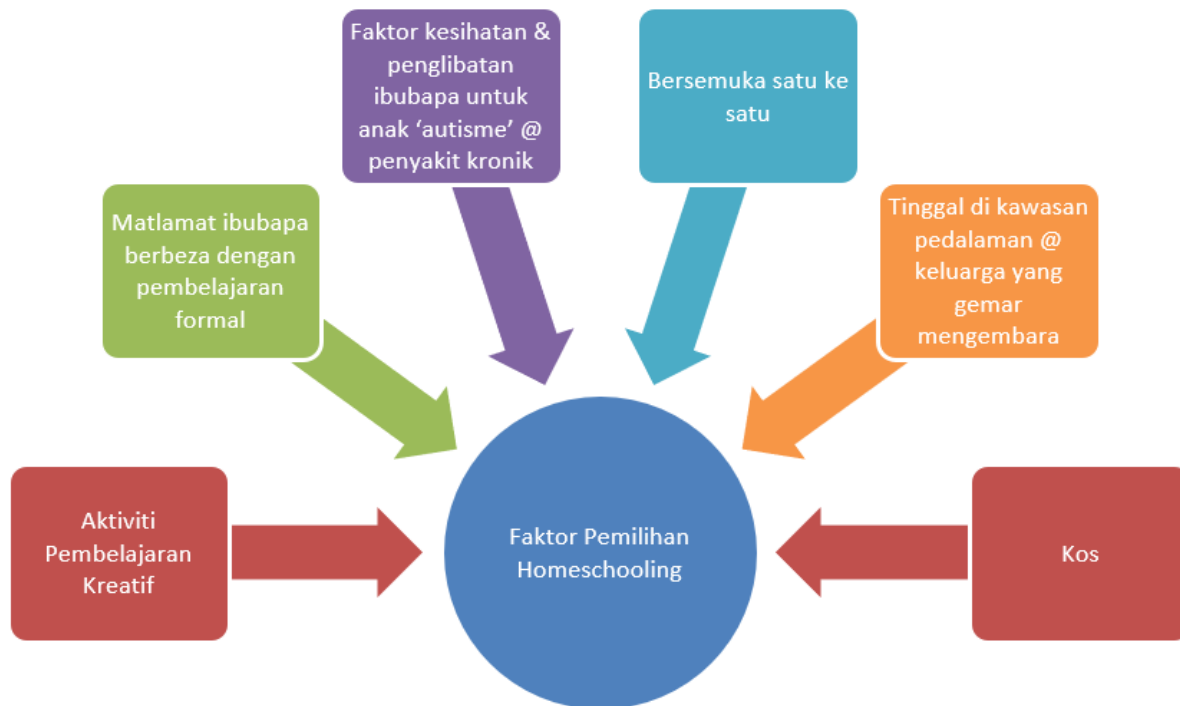 Faktor kesihatan &
penglibatan
ibubapa untuk
anak ‘autisme’ @
penyakit kronik
Bersemuka satu ke
satu
Matlamat ibubapa
berbeza dengan
pembelajaran
formal
Tinggal di kawasan
pedalaman @
keluarga yang
gemar
mengembara
Aktiviti
Pembelajaran
Kreatif
Faktor Pemilihan
Homeschooling
Kos